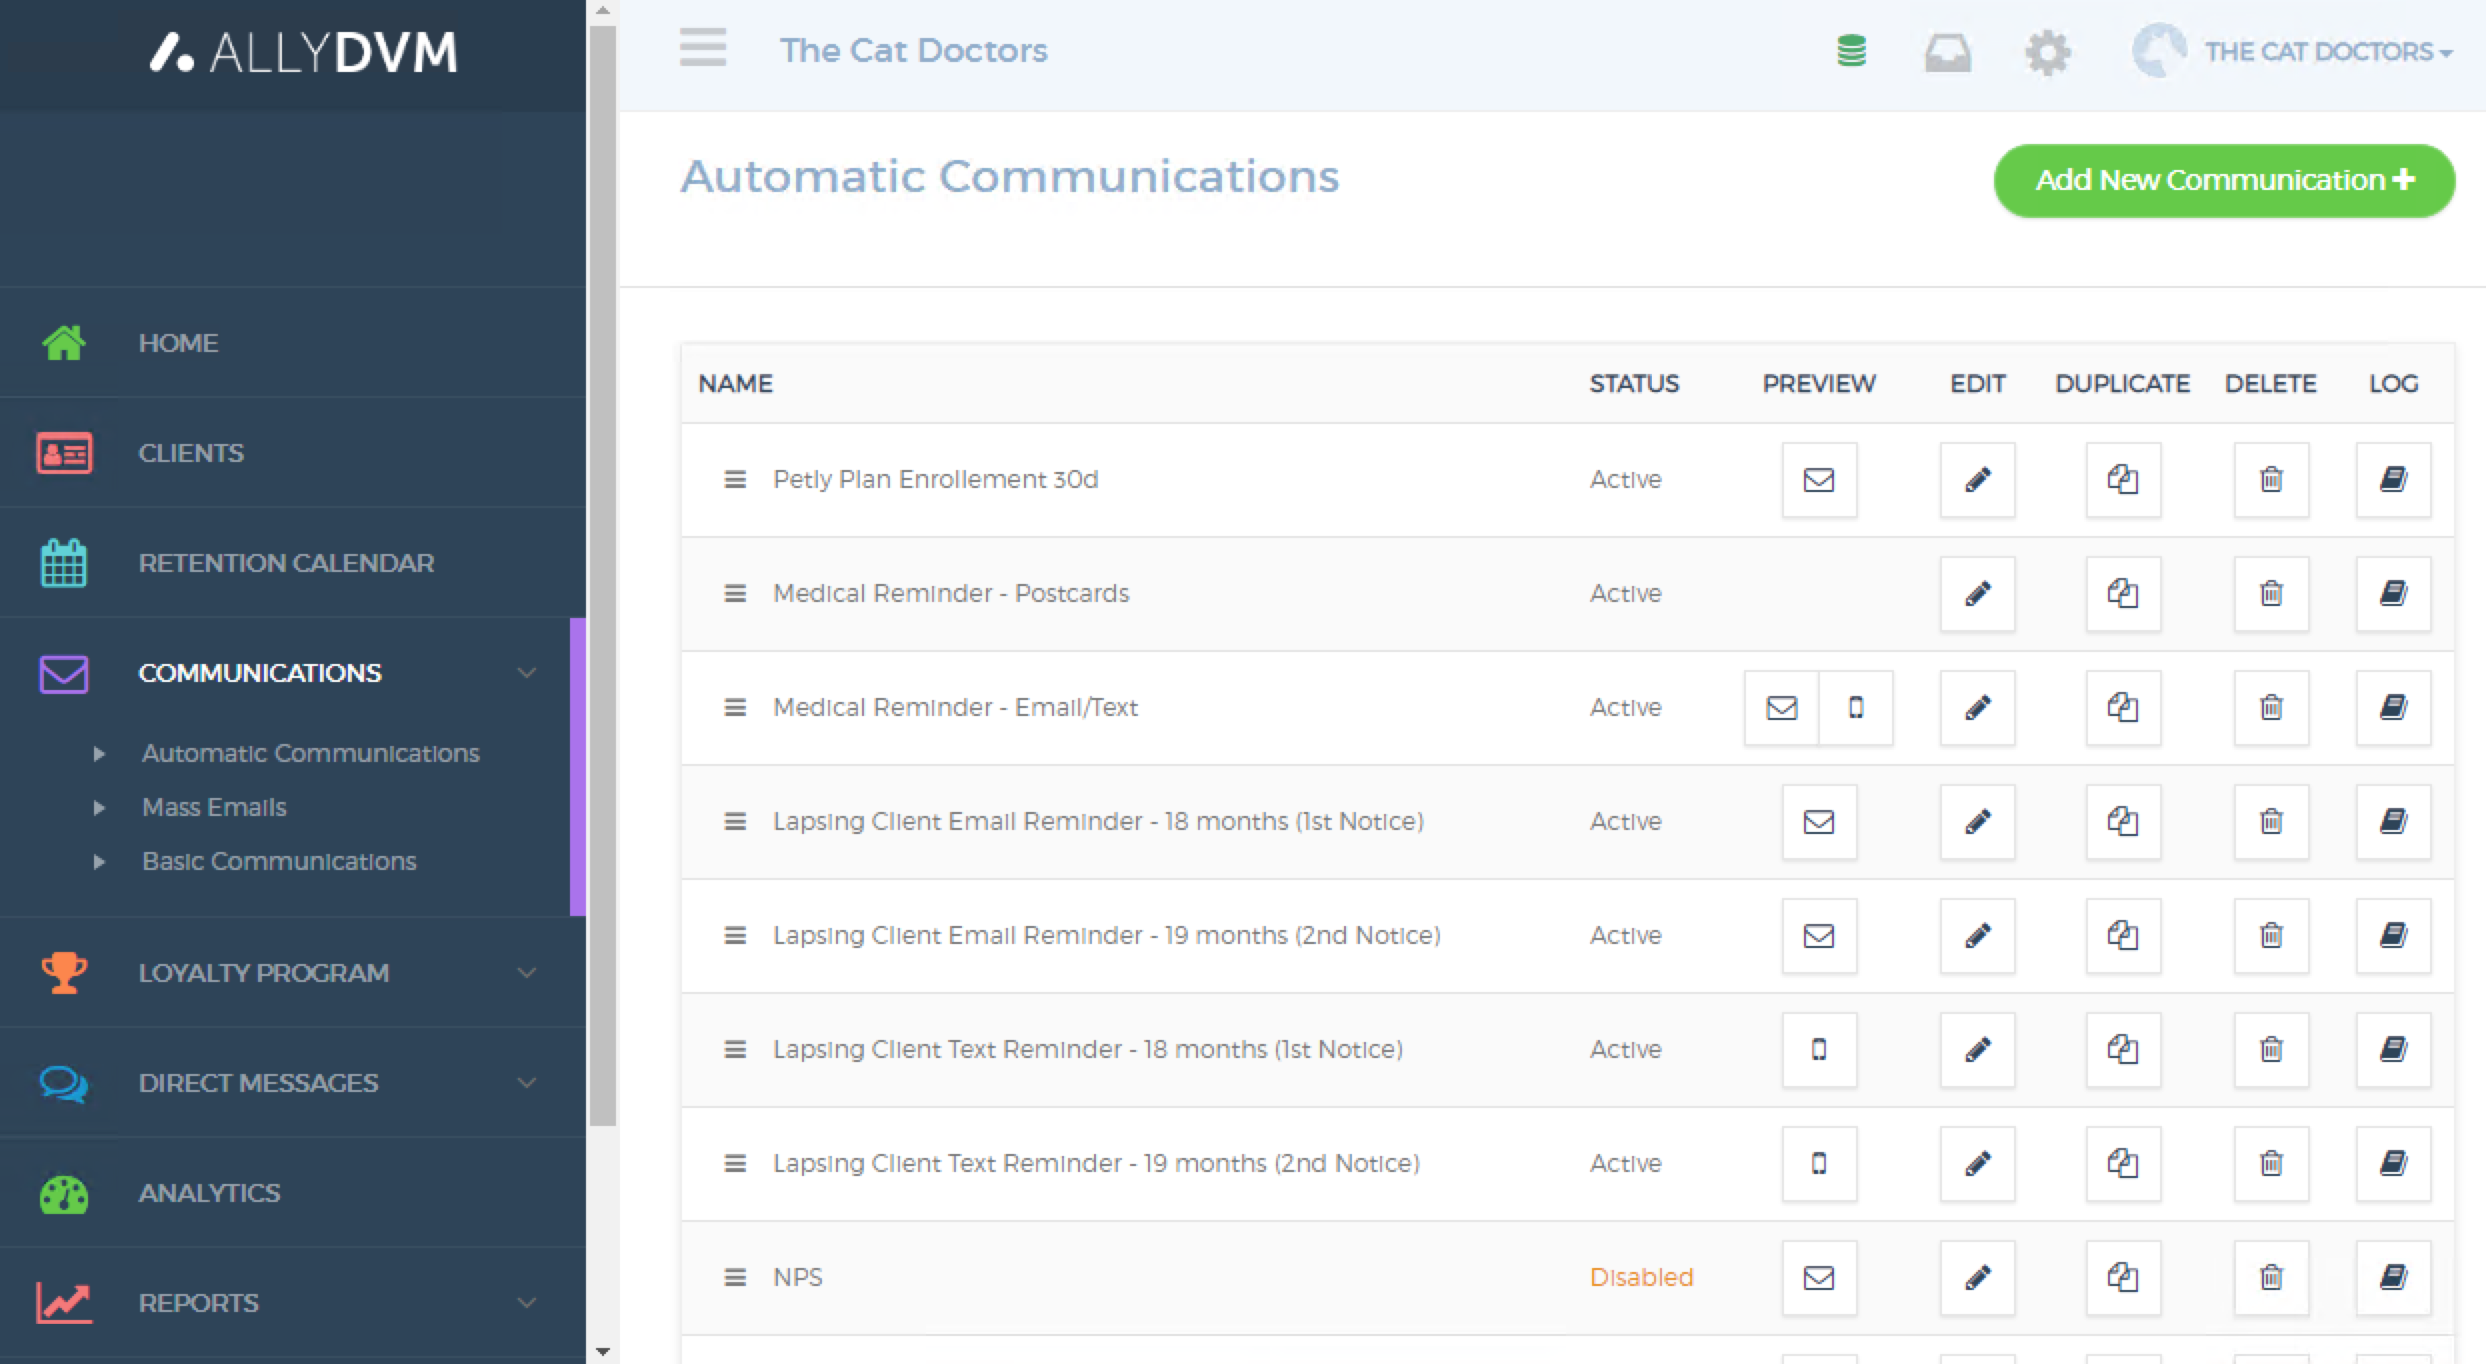 ALLYDVM
The Cat Doctors
THE CAT DOCTORS
Automatic Communications
Add New Communication
HOME
CLIENTS
RETENTION CALENDAR
COMMUNICATIONS
Automatic Communications
Mass Emails
Basic Communications
LOYALTY PROGRAM
DIRECT MESSAGES
ANALYTICS
REPORTS
NAME STATUS PREVIEW EDIT DUPLICATE DELETE LOG
Petly Plan Enrollement 30d Active
Medical Reminder - Postcards Active
Medical Reminder - Email/Text Active
Lapsing Client Email Reminder - 18 months (1st Notice) Active
Lapsing Client Email Reminder - 19 months (2nd Notice) Active
Lapsing Client Text Reminder - 18 months (1st Notice) Active
Lapsing Client Text Reminder - 19 months (2nd Notice) Active
NPS Disabled